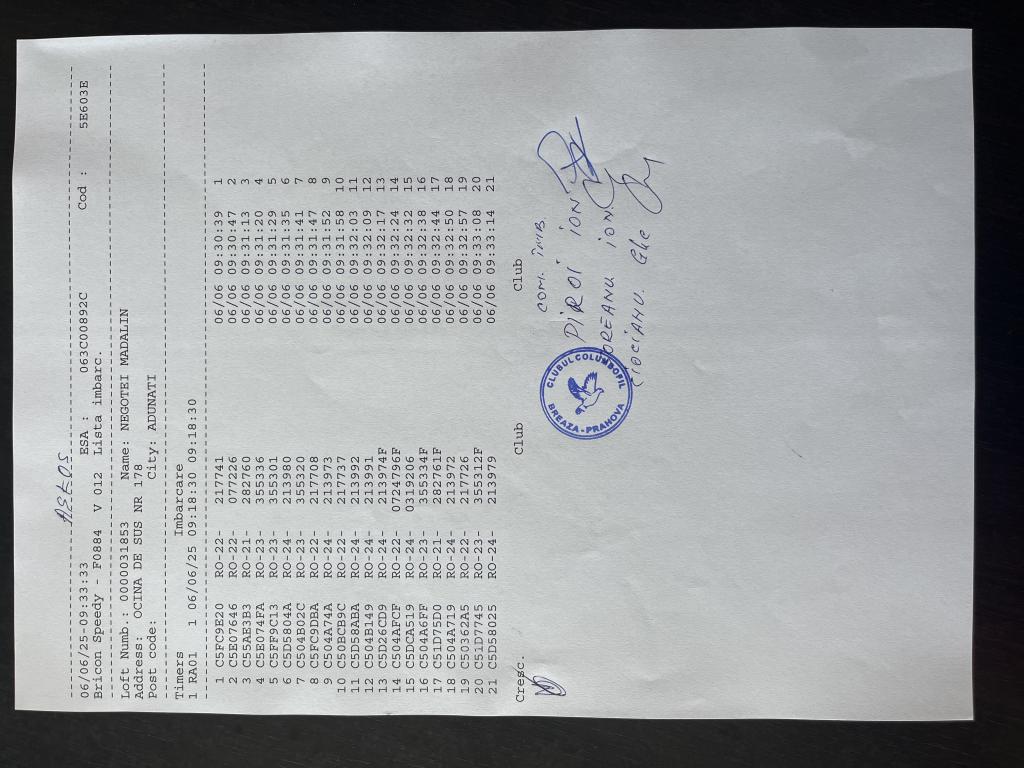 ASEOS
06/06/25-09:33:33 ESA : 063C00892C Cod : 5E603E
Bricon Speedy - F0884 V 012 Lista imbarc.
Loft Numb.: 0000031853 Name: NEGOTEI MADALIN
Address: OCINA DE SUS NR 178
Post code: City: ADUNATI
Timers Imbarcare
1 RA01 1 06/06/25 09:18:30 09:18:30
1 C5FC9E20 RO-22- 217741 06/06 09:30:39 1
2 C5E07646 RO-22- 077226 06/06 09:30:47 2
3 C55AE3B3 RO-21- 282760 06/06 09:31:13 3
4 C5E074FA RO-23- 355336 06/06 09:31:20 4
5 C5FF9C13 RO-23- 355301 06/06 09:31:29 5
6 C5D5804A RO-24- 213980 06/06 09:31:35 6
7 C504B02C RO-23- 355320 06/06 09:31:41 7
8 C5FC9DBA RO-22- 217708 06/06 09:31:47 8
9 C504A74A RO-24- 213973 06/06 09:31:52 9
10 C50BCB9C RO-22- 217737 06/06 09:31:58 10
11 C5D58ABA RO-24- 213992 06/06 09:32:03 11
12 C504B149 RO-24- 213991 06/06 09:32:09 12
13 C5D26CD9 RO-24- 213974F 06/06 09:32:17 13
14 C504AFCF RO-22- 0724796F 06/06 09:32:24 14
15 C5DCA519 RO-24- 0319206 06/06 09:32:32 15
16 C504A6FF RO-23- 355334F 06/06 09:32:38 16
17 C51D75D0 RO-21- 282761F 06/06 09:32:44 17
18 C504A719 RO-24- 213972 06/06 09:32:50 18
19 C50362A5 RO-22- 217726 06/06 09:32:57 19
20 C51D7745 RO-23- 355312F 06/06 09:33:08 20
21 C5D58025 RO-24- 213979 06/06 09:33:14 21
Cresc. Club Club
COM. IMB.
PIROI ION
OREANU ION
CIOCIANU. Ghe
CLUBUL COLUMBOFIL
BREAZA-PRAHOVA